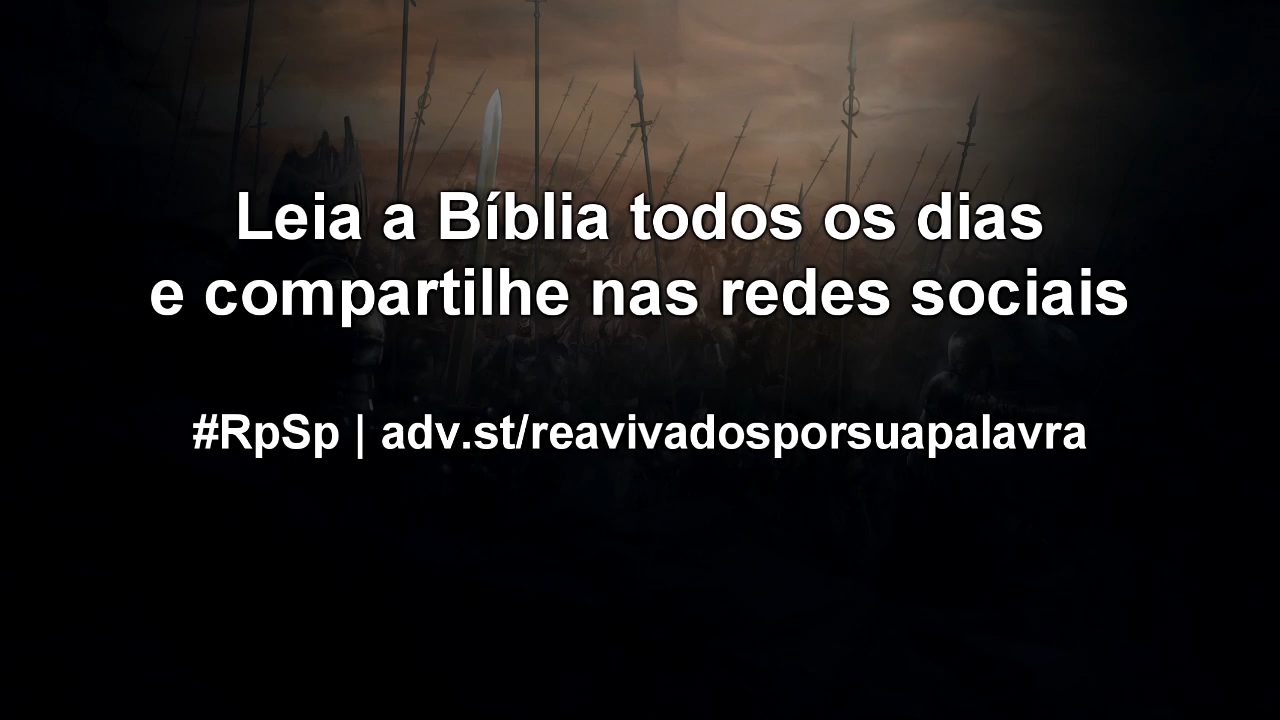 Leia a Bíblia todos os dias
e compartilhe nas redes sociais
#RpSp | adv.st/reavivadosporsuapalavra